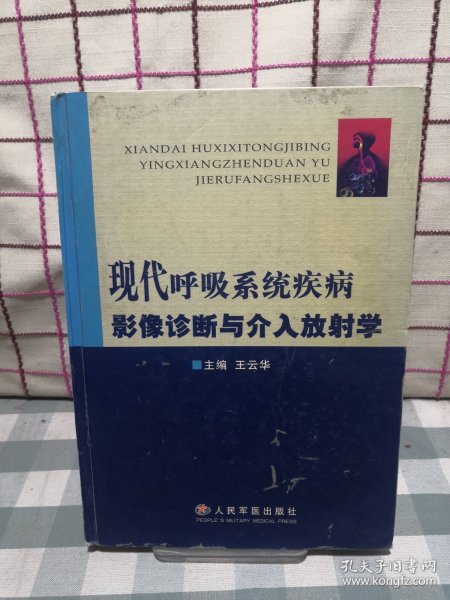 XIANDAI HUXIXITONGJIBING
YINGXIANGZHENDUAN YU
JIERUFANGSHEXUE
现代呼吸系统疾病
影像诊断与介入放射学
主编 王云华
人民军医出版社
PEOPLE'S MILITARY MEDICAL PRESS
孔夫子旧书网
www.kongfz.com